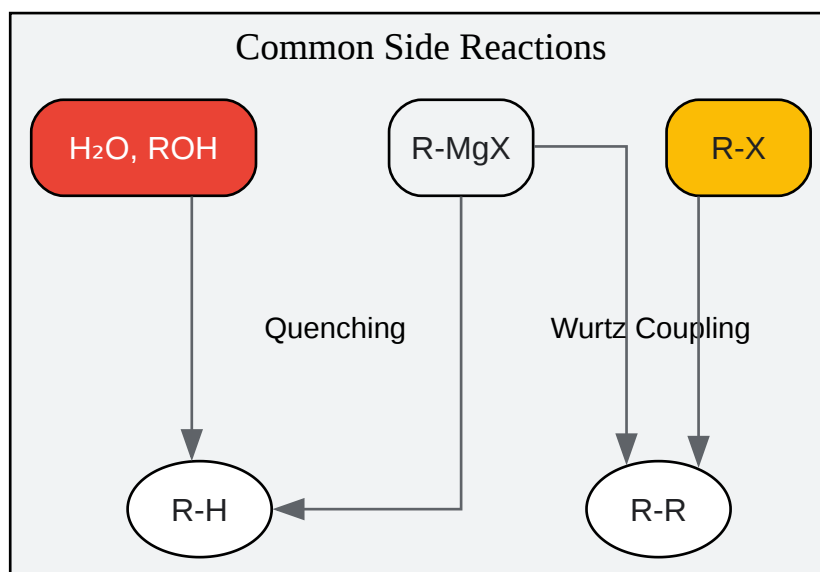 Common Side Reactions
H₂O, ROH
R-MgX
R-X
Quenching
Wurtz Coupling
R-H
R-R